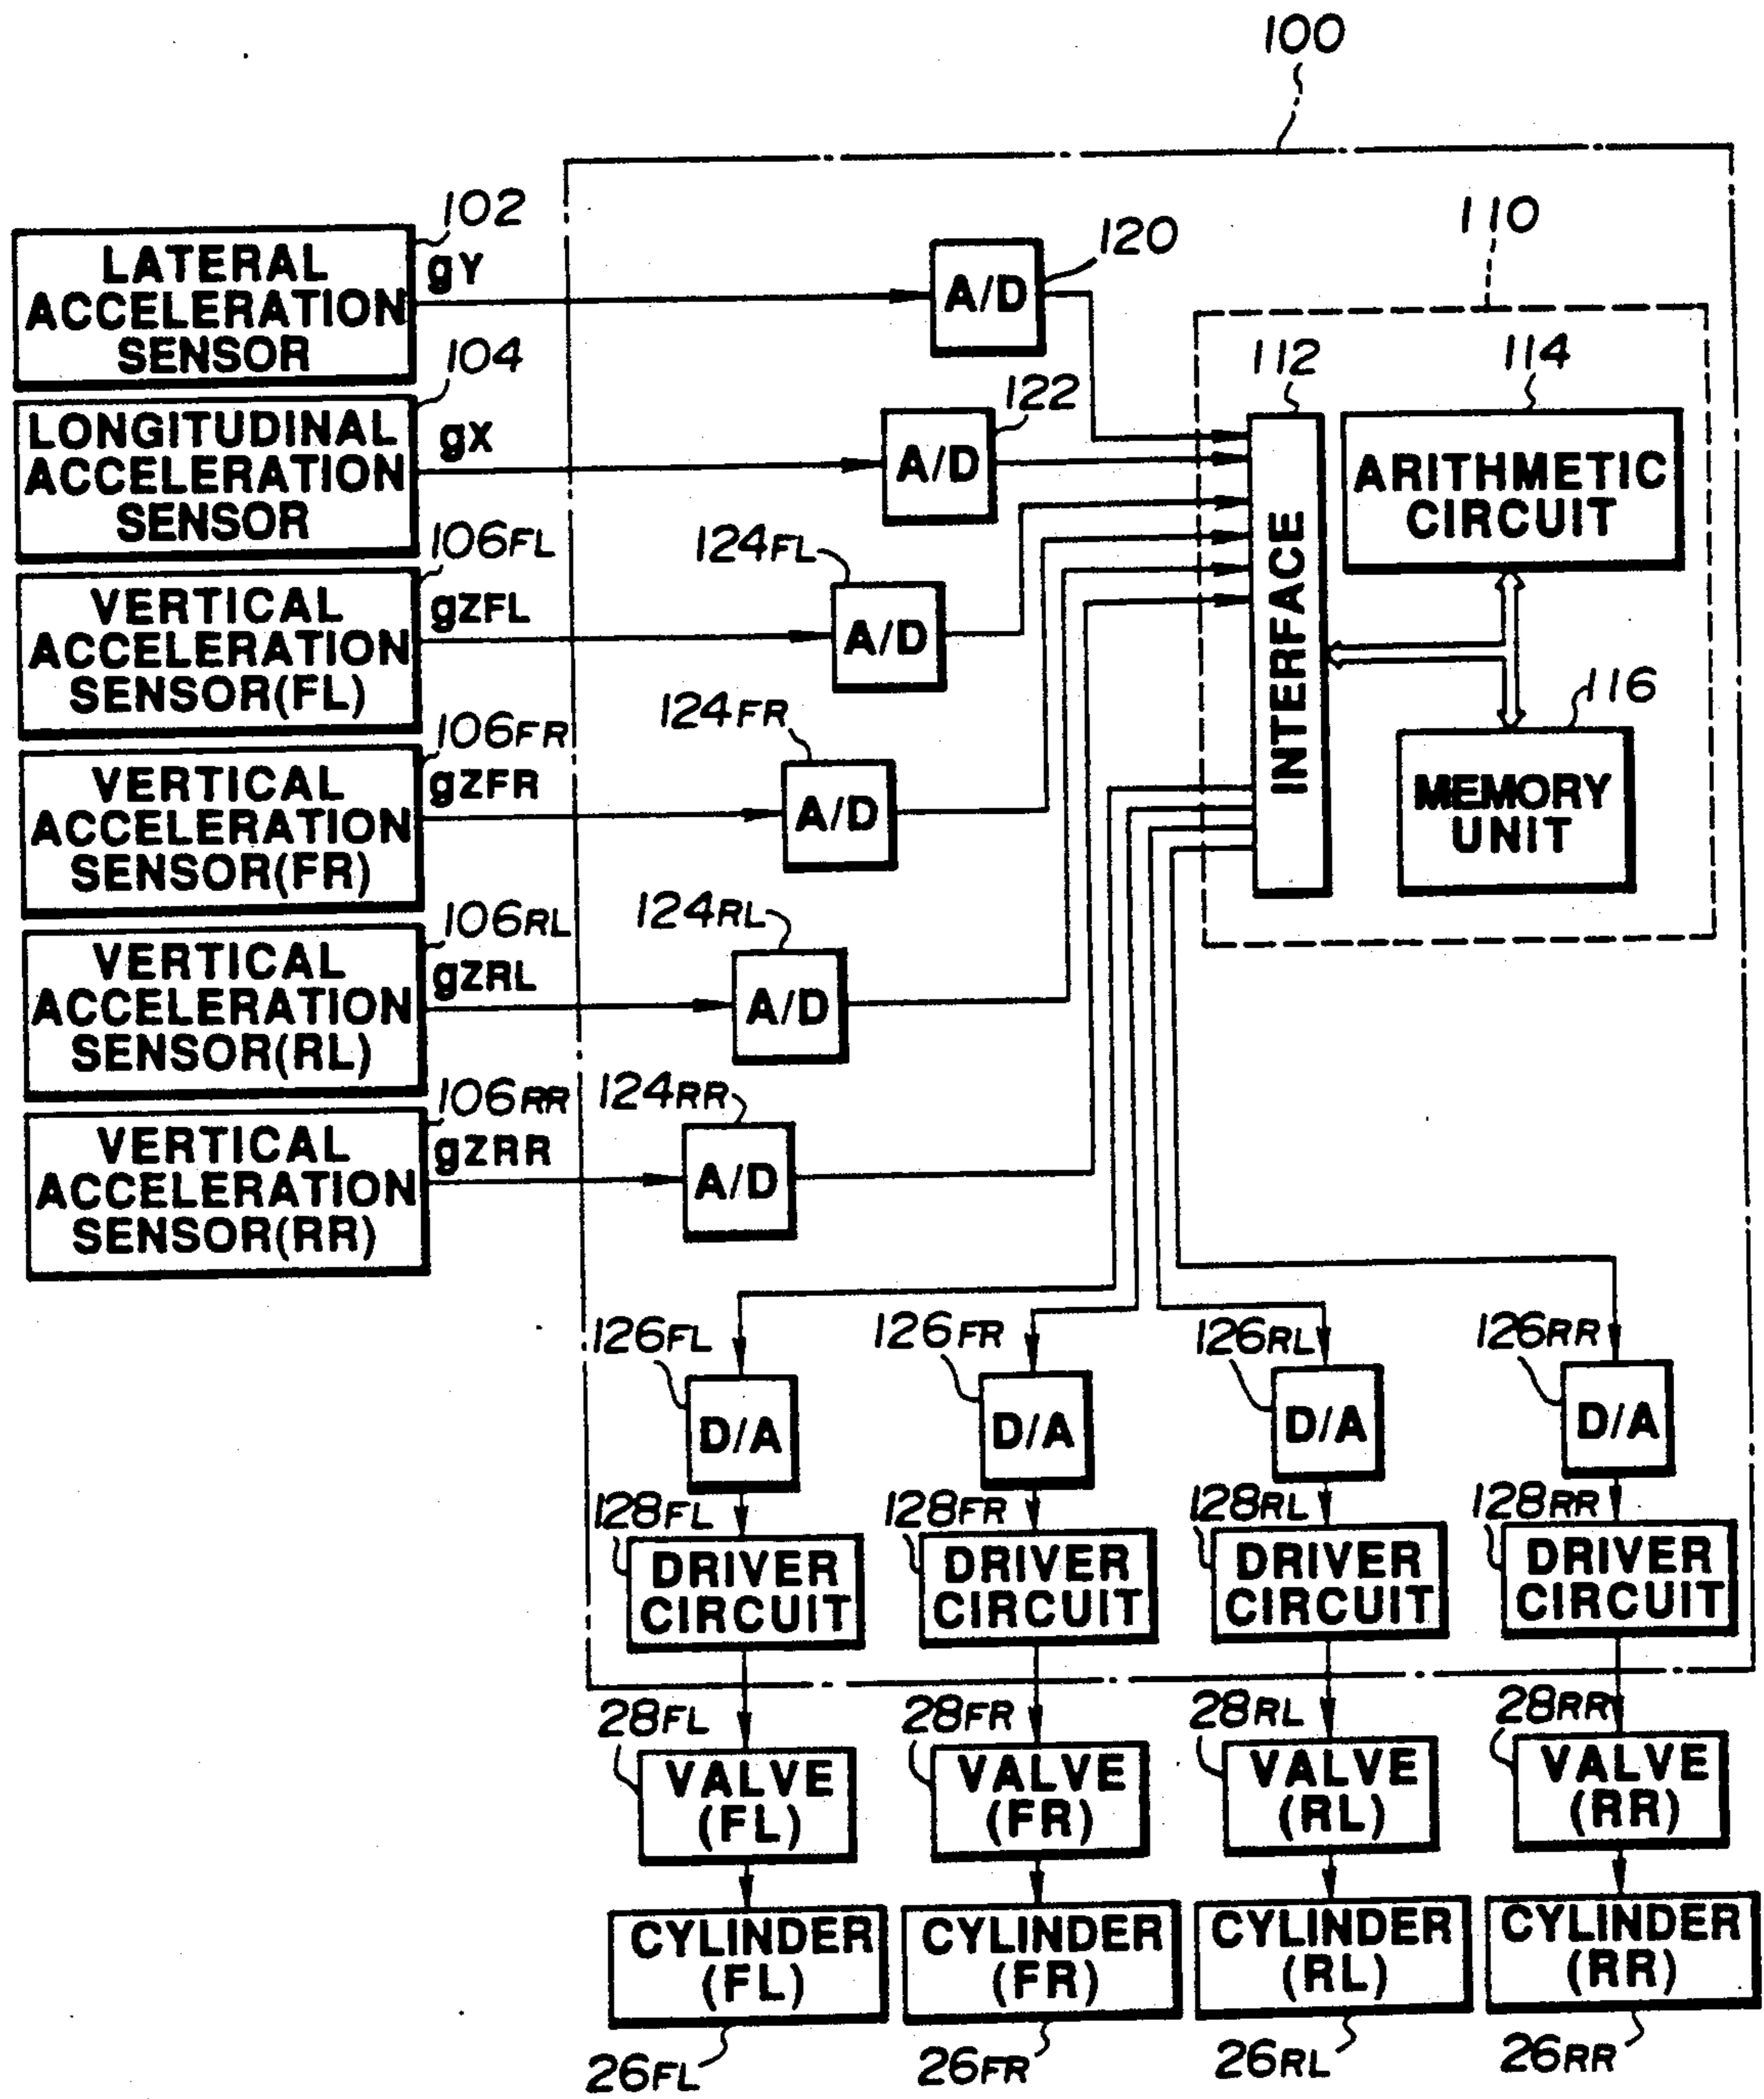 100
102
LATERAL
ACCELERATION
SENSOR
gY
120
A/D
110
104
LONGITUDINAL
ACCELERATION
SENSOR
gX
122
A/D
112
INTERFACE
114
ARITHMETIC
CIRCUIT
116
MEMORY
UNIT
106FL
VERTICAL
ACCELERATION
SENSOR(FL)
gZFL
124FL
A/D
106FR
VERTICAL
ACCELERATION
SENSOR(FR)
gZFR
124FR
A/D
106RL
VERTICAL
ACCELERATION
SENSOR(RL)
gZRL
124RL
A/D
106RR
VERTICAL
ACCELERATION
SENSOR(RR)
gZRR
124RR
A/D
126FL
D/A
126FR
D/A
126RL
D/A
126RR
D/A
128FL
DRIVER
CIRCUIT
128FR
DRIVER
CIRCUIT
128RL
DRIVER
CIRCUIT
128RR
DRIVER
CIRCUIT
28FL
VALVE
(FL)
28FR
VALVE
(FR)
28RL
VALVE
(RL)
28RR
VALVE
(RR)
CYLINDER
(FL)
26FL
CYLINDER
(FR)
26FR
CYLINDER
(RL)
26RL
CYLINDER
(RR)
26RR